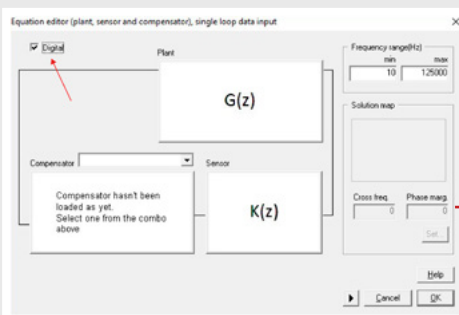 Equation editor (plant, sensor and compensator), single loop data input
Digital
Plant
G(z)
Compensator
Sensor
Compensator hasn't been
loaded as yet.
Select one from the combo
above
K(z)
Frequency range(Hz)
min max
10 125000
Solution map
Cross freq. Phase marg.
0 0
Set...
Help
Cancel OK